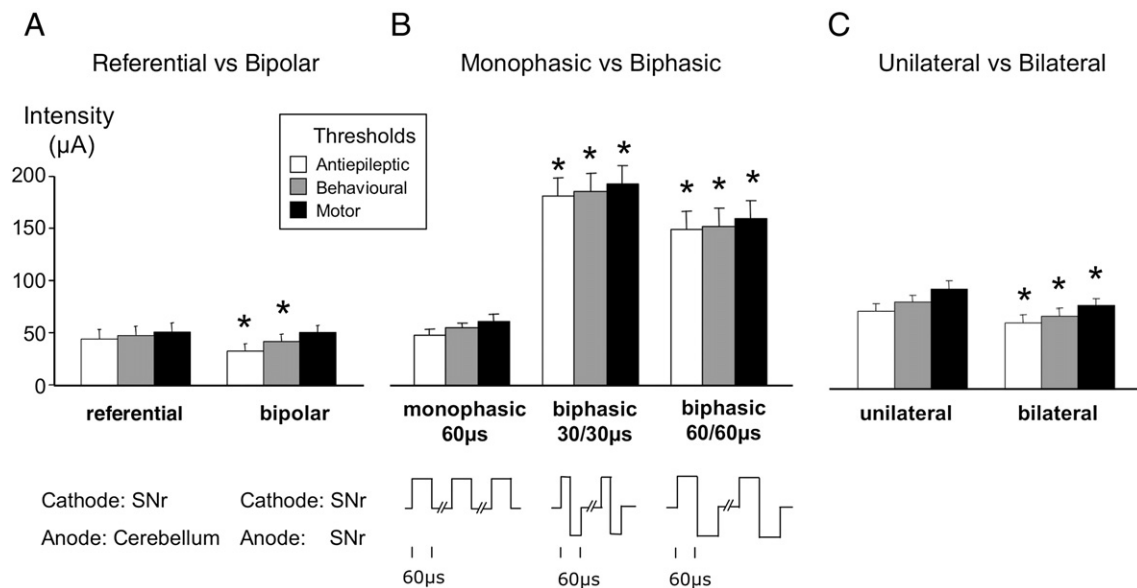 A
B
C
Referential vs Bipolar
Monophasic vs Biphasic
Unilateral vs Bilateral
Intensity
(µA)
Thresholds
Antiepileptic
Behavioural
Motor
200
150
100
50
0
* *
* * *
* * *
* * *
referential
bipolar
monophasic
60µs
biphasic
30/30µs
biphasic
60/60µs
unilateral
bilateral
Cathode: SNr
Anode: Cerebellum
Cathode: SNr
Anode: SNr
60µs
60µs
60µs